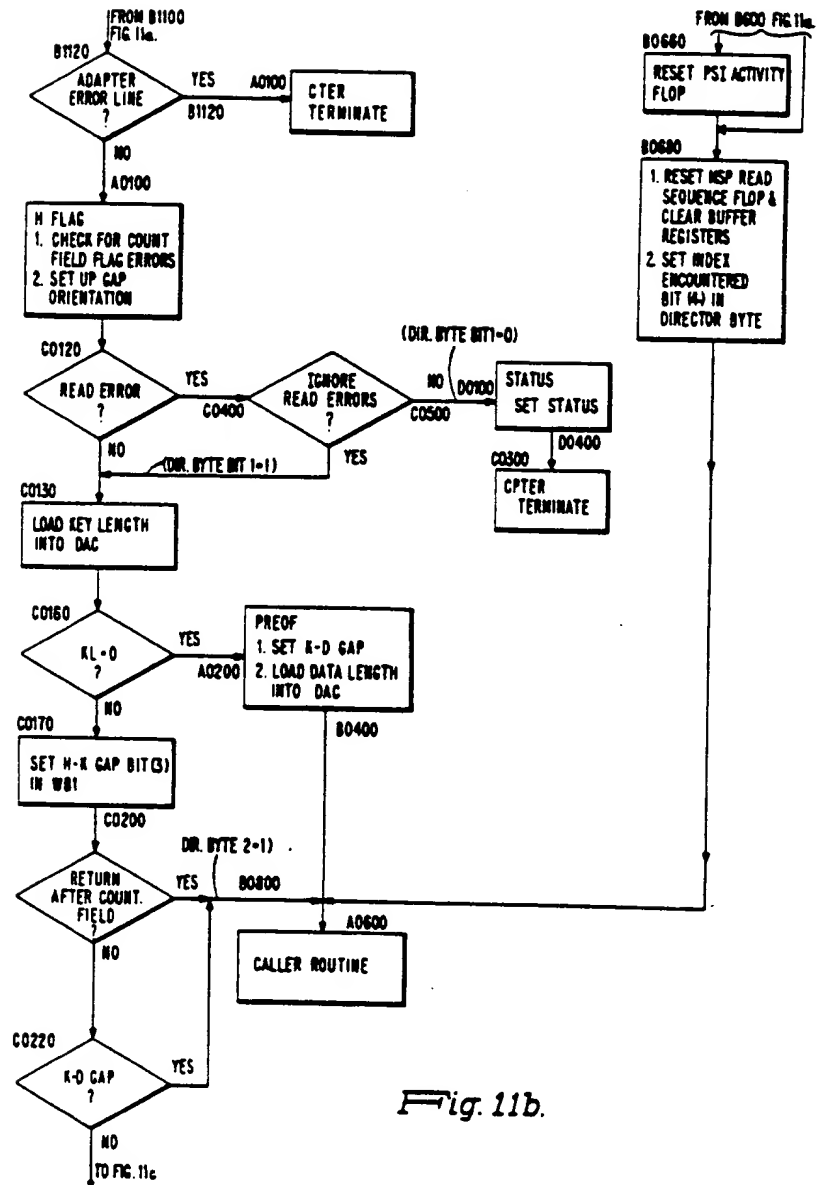 FROM B1100
FIG. 11a.
B1120
ADAPTER
ERROR LINE
?
YES
B1120
A0100
CTER
TERMINATE
NO
A0100
H FLAG
1. CHECK FOR COUNT
FIELD FLAG ERRORS
2. SET UP GAP
ORIENTATION
C0120
READ ERROR
?
YES
C0400
IGNORE
READ ERRORS
?
(DIR. BYTE BIT1=0)
NO
C0500
D0100
STATUS
SET STATUS
D0400
C0300
CPTER
TERMINATE
NO
YES
(DIR. BYTE BIT 1=1)
C0130
LOAD KEY LENGTH
INTO DAC
C0160
KL=0
?
YES
A0200
PREOF
1. SET K-D GAP
2. LOAD DATA LENGTH
INTO DAC
B0400
NO
C0170
SET H-K GAP BIT(3)
IN WB1
C0200
RETURN
AFTER COUNT.
FIELD
?
YES
DIR. BYTE 2=1)
B0800
A0600
CALLER ROUTINE
NO
C0220
K-D GAP
?
YES
NO
TO FIG. 11c
FROM B600 FIG.11a.
B0660
RESET PSI ACTIVITY
FLOP
B0680
1. RESET NSP READ
SEQUENCE FLOP &
CLEAR BUFFER
REGISTERS
2. SET INDEX
ENCOUNTERED
BIT (4) IN
DIRECTOR BYTE
Fig. 11b.